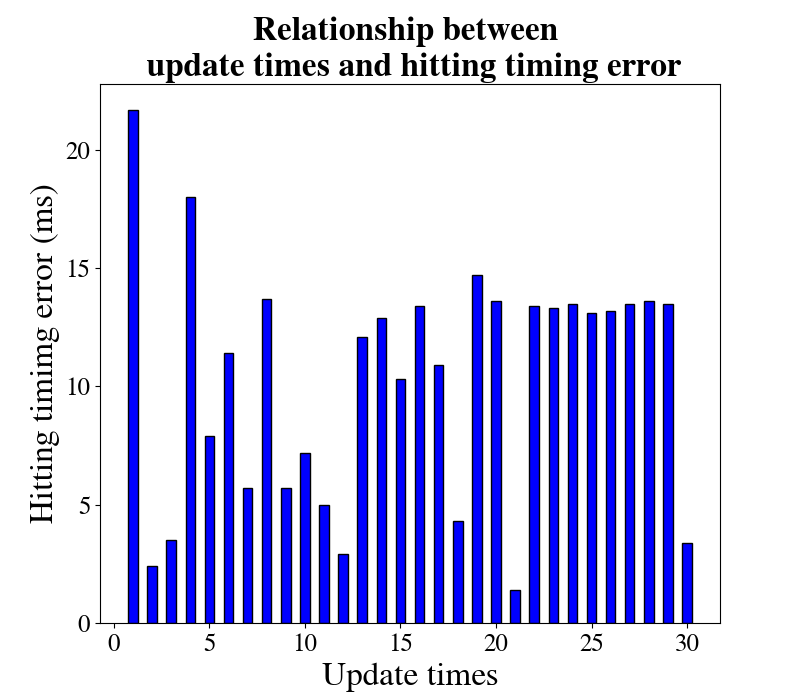 Relationship between
update times and hitting timing error
Hitting timimg error (ms)
20
15
10
5
0
0 5 10 15 20 25 30
Update times